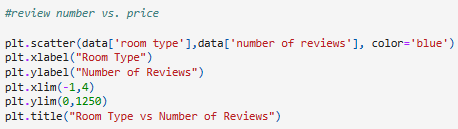 #review number vs. price
plt.scatter(data['room type'],data['number of reviews'], color='blue')
plt.xlabel("Room Type")
plt.ylabel("Number of Reviews")
plt.xlim(-1,4)
plt.ylim(0,1250)
plt.title("Room Type vs Number of Reviews")